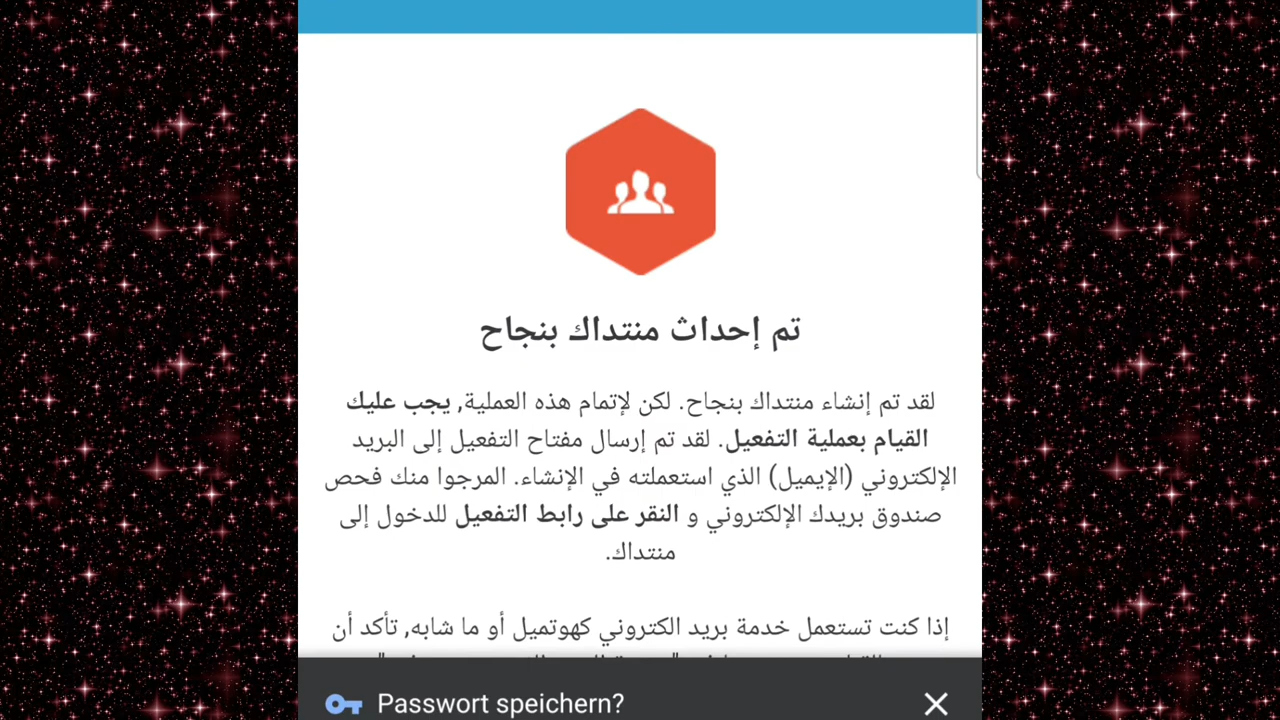 تم إحداث منتداك بنجاح
لقد تم إنشاء منتداك بنجاح. لكن لإتمام هذه العملية, يجب عليك
القيام بعملية التفعيل. لقد تم إرسال مفتاح التفعيل إلى البريد
الإلكتروني (الإيميل) الذي استعملته في الإنشاء. المرجوا منك فحص
صندوق بريدك الإلكتروني و النقر على رابط التفعيل للدخول إلى
منتداك.
إذا كنت تستعمل خدمة بريد الكتروني كهوتميل أو ما شابه, تأكد أن
Passwort speichern?